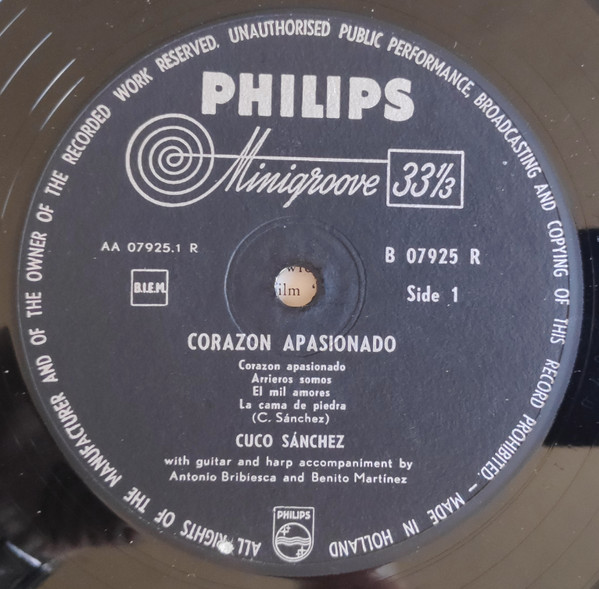 ALL RIGHTS OF THE MANUFACTURER AND OF THE OWNER OF THE RECORDED WORK RESERVED. UNAUTHORISED PUBLIC PERFORMANCE, BROADCASTING AND COPYING OF THIS RECORD PROHIBITED. – MADE IN HOLLAND
PHILIPS
Minigroove 33⅓
AA 07925.1 R
B 07925 R
B.I.E.M.
Side 1
ilm
CORAZON APASIONADO
Corazon apasionado
Arrieros somos
El mil amores
La cama de piedra
(C. Sánchez)
CUCO SÁNCHEZ
with guitar and harp accompaniment by
Antonio Bribiesca and Benito Martínez
PHILIPS